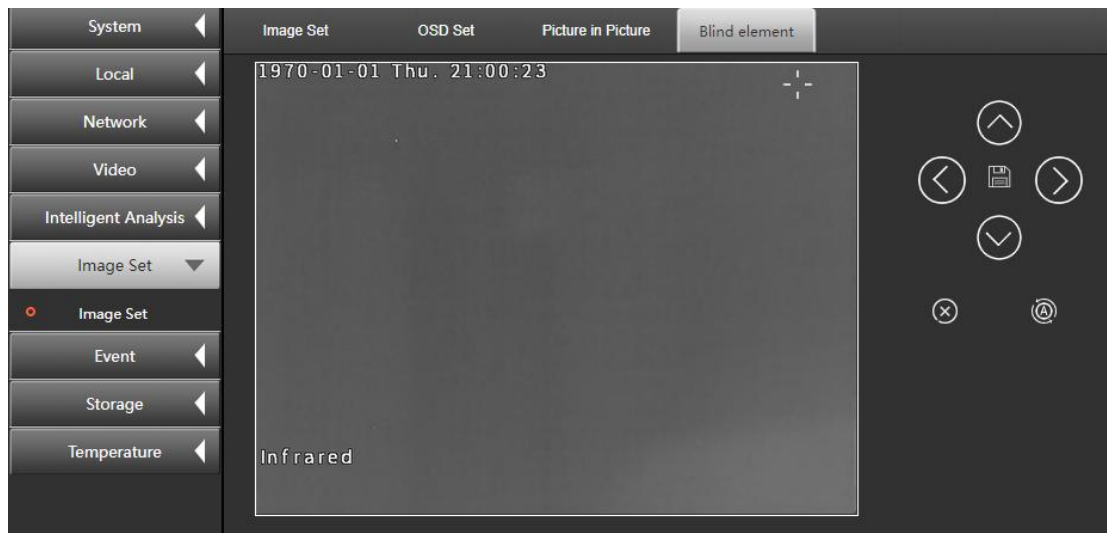 System
Local
Network
Video
Intelligent Analysis
Image Set
Image Set
Event
Storage
Temperature
Image Set OSD Set Picture in Picture Blind element
1970-01-01 Thu. 21:00:23
Infrared
A